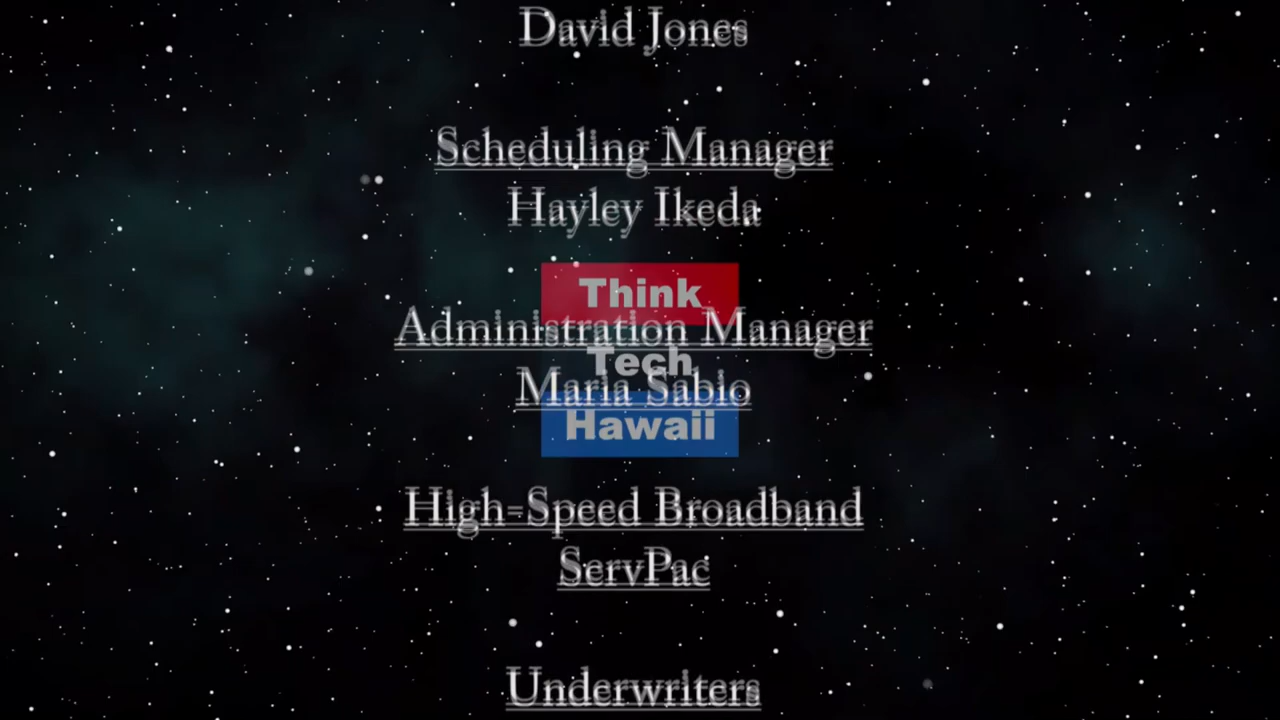 David Jones
Scheduling Manager
Hayley Ikeda
Think
Administration Manager
Tech
Maria Sabio
Hawaii
High-Speed Broadband
ServPac
Underwriters